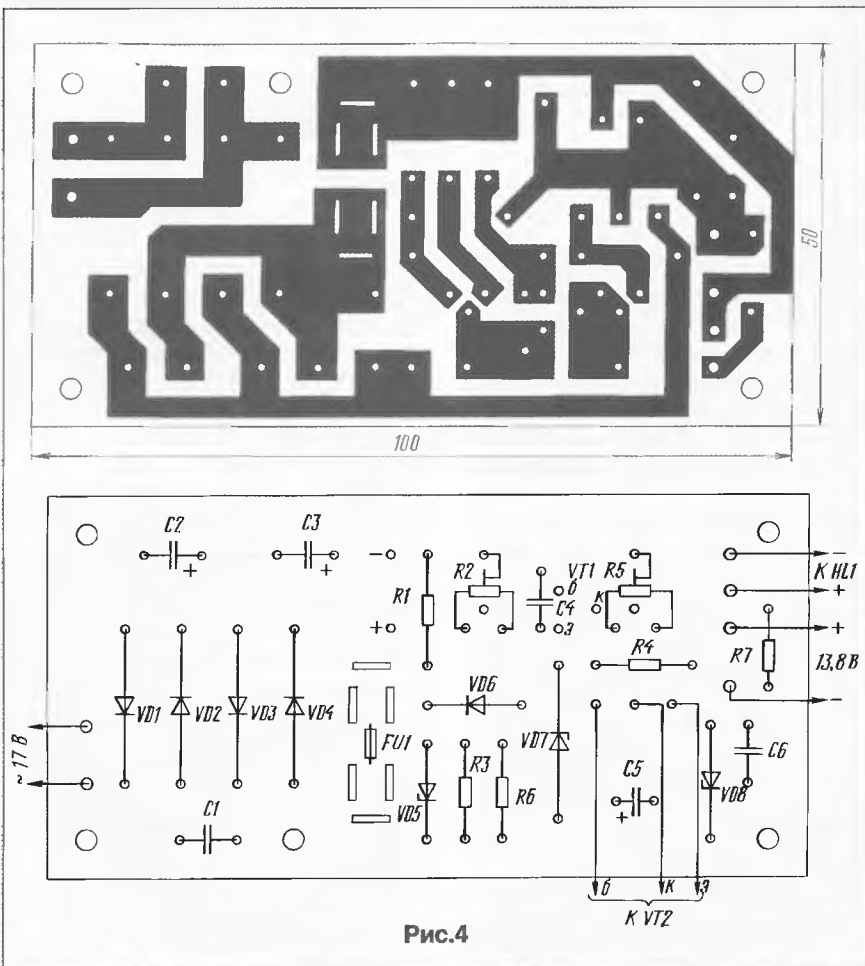 50
100
C2
C3
+
+
−
+
R1
R2
C4
VT1
б
к
э
R5
−
К HL1
+
+
13,8 В
−
R7
R4
~17 В
VD1
VD2
VD3
VD4
FU1
VD6
VD5
R3
R6
VD7
C5
+
VD8
C6
C1
б
к
э
К VT2
Рис.4